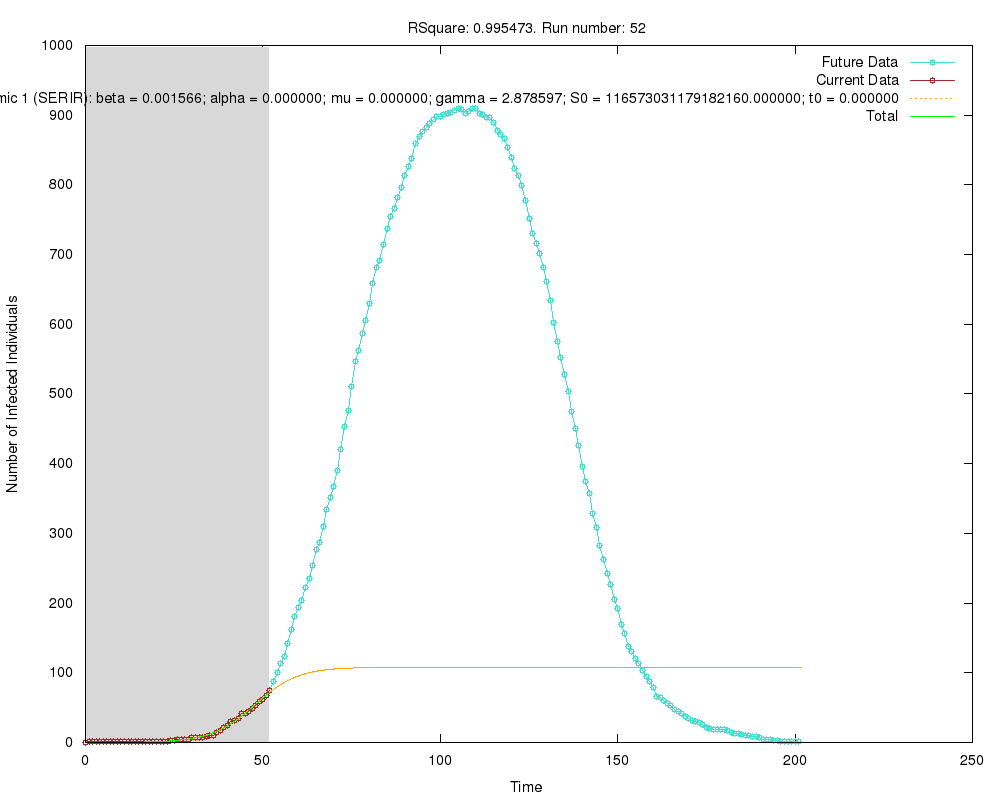 RSquare: 0.995473. Run number: 52
Future Data
Current Data
mic 1 (SERIR): beta = 0.001566; alpha = 0.000000; mu = 0.000000; gamma = 2.878597; S0 = 116573031179182160.000000; t0 = 0.000000
Total
1000
900
800
700
600
500
400
300
200
100
0
Number of Infected Individuals
0 50 100 150 200 250
Time